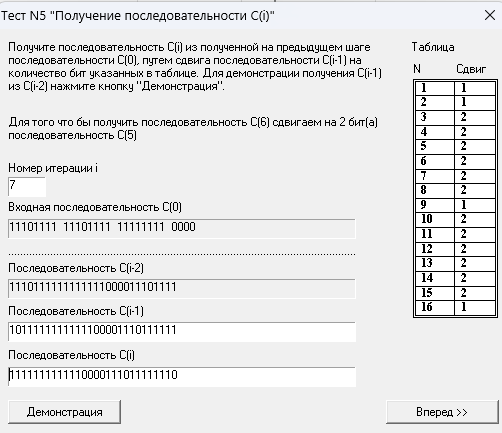 Тест N5 "Получение последовательности C(i)"
Получите последовательность C(i) из полученной на предыдущем шаге
последовательности C(0), путем сдвига последовательности C(i-1) на
количество бит указанных в таблице. Для демонстрации получения C(i-1)
из C(i-2) нажмите кнопку "Демонстрация".
Для того что бы получить последовательность C(6) сдвигаем на 2 бит(а)
последовательность C(5)
Номер итерации i
7
Входная последовательность C(0)
11101111 11101111 11111111 0000
Последовательность C(i-2)
1110111111111111000011101111
Последовательность C(i-1)
1011111111111100001110111111
Последовательность C(i)
1111111111110000111011111110
Демонстрация
Вперед >>
Таблица
N Сдвиг
1 1
2 1
3 2
4 2
5 2
6 2
7 2
8 2
9 1
10 2
11 2
12 2
13 2
14 2
15 2
16 1